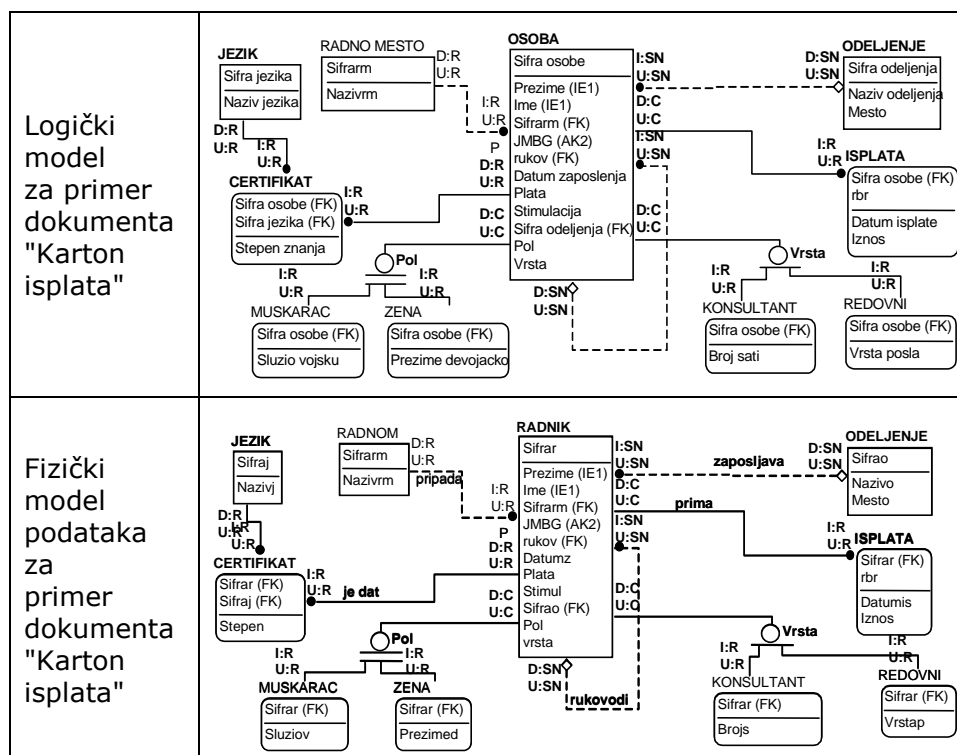 Logički
model
za primer
dokumenta
"Karton
isplata"
JEZIK
Sifra jezika
Naziv jezika
D:R
U:R
I:R
U:R
RADNO MESTO
Sifrarm
Nazivrm
D:R
U:R
I:R
U:R
P
OSOBA
Sifra osobe
Prezime (IE1)
Ime (IE1)
Sifrarm (FK)
JMBG (AK2)
rukov (FK)
Datum zaposlenja
Plata
Stimulacija
Sifra odeljenja (FK)
Pol
Vrsta
I:SN
U:SN
D:C
U:C
I:SN
U:SN
D:C
U:C
D:SN
U:SN
ODELJENJE
Sifra odeljenja
Naziv odeljenja
Mesto
D:SN
U:SN
I:R
U:R
ISPLATA
Sifra osobe (FK)
rbr
Datum isplate
Iznos
CERTIFIKAT
Sifra osobe (FK)
Sifra jezika (FK)
Stepen znanja
I:R
U:R
D:R
U:R
D:C
U:C
Pol
I:R
U:R
I:R
U:R
MUSKARAC
Sifra osobe (FK)
Sluzio vojsku
ZENA
Sifra osobe (FK)
Prezime devojacko
Vrsta
I:R
U:R
I:R
U:R
KONSULTANT
Sifra osobe (FK)
Broj sati
REDOVNI
Sifra osobe (FK)
Vrsta posla
Fizički
model
podataka
za
primer
dokumenta
"Karton
isplata"
JEZIK
Sifraj
Nazivj
D:R
U:R
I:R
U:R
RADNOM
Sifrarm
Nazivrm
D:R
U:R
pripada
I:R
U:R
P
RADNIK
Sifrar
Prezime (IE1)
Ime (IE1)
Sifrarm (FK)
JMBG (AK2)
rukov (FK)
Datumz
Plata
Stimul
Sifrao (FK)
Pol
vrsta
I:SN
U:SN
D:C
U:C
I:SN
U:SN
D:C
U:C
D:SN
U:SN
rukovodi
zaposljava
prima
D:SN
U:SN
ODELJENJE
Sifrao
Nazivo
Mesto
I:R
U:R
ISPLATA
Sifrar (FK)
rbr
Datumis
Iznos
CERTIFIKAT
Sifrar (FK)
Sifraj (FK)
Stepen
I:R
U:R
je dat
D:R
U:R
D:C
U:C
Pol
I:R
U:R
I:R
U:R
MUSKARAC
Sifrar (FK)
Sluziov
ZENA
Sifrar (FK)
Prezimed
Vrsta
I:R
U:R
I:R
U:R
KONSULTANT
Sifrar (FK)
Brojs
REDOVNI
Sifrar (FK)
Vrstap